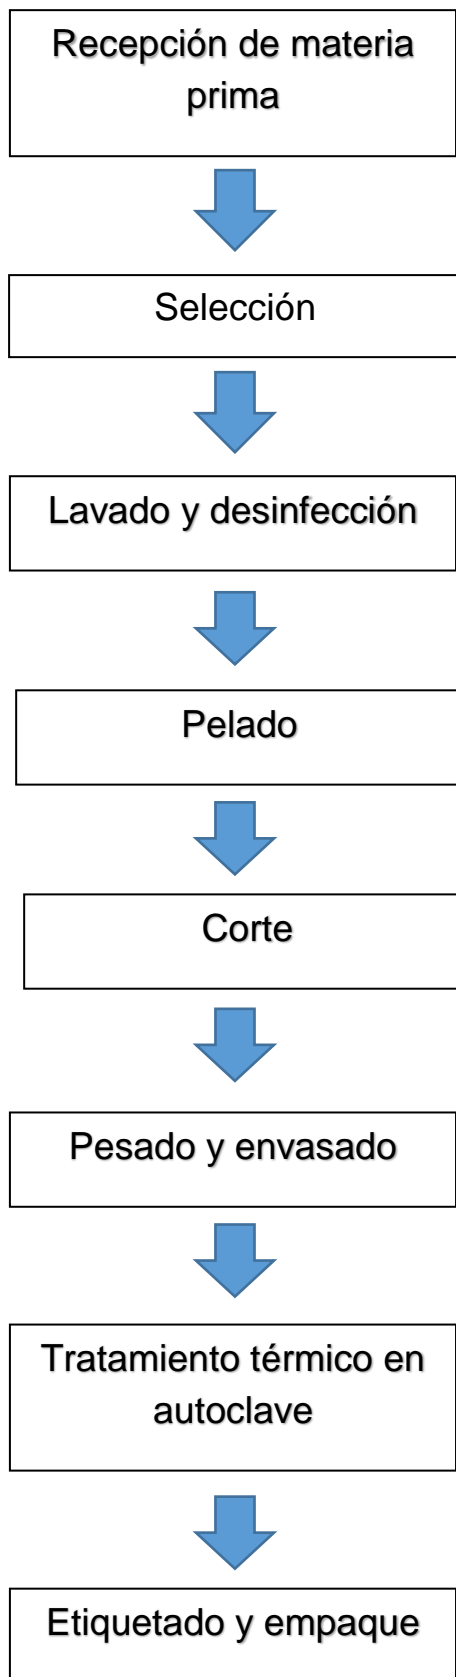 Recepción de materia
prima
Selección
Lavado y desinfección
Pelado
Corte
Pesado y envasado
Tratamiento térmico en
autoclave
Etiquetado y empaque